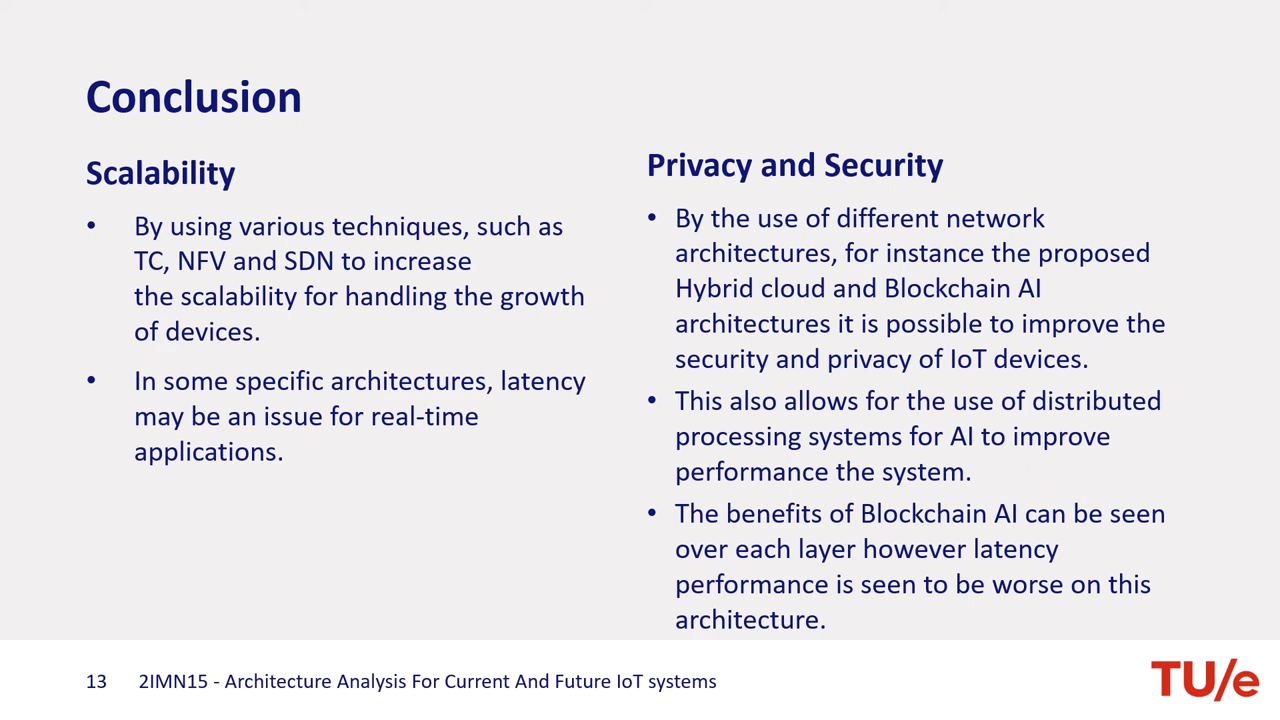 Conclusion
Scalability
• By using various techniques, such as
TC, NFV and SDN to increase
the scalability for handling the growth
of devices.
• In some specific architectures, latency
may be an issue for real-time
applications.
Privacy and Security
• By the use of different network
architectures, for instance the proposed
Hybrid cloud and Blockchain AI
architectures it is possible to improve the
security and privacy of IoT devices.
• This also allows for the use of distributed
processing systems for AI to improve
performance the system.
• The benefits of Blockchain AI can be seen
over each layer however latency
performance is seen to be worse on this
architecture.
13 2IMN15 - Architecture Analysis For Current And Future IoT systems
TU/e